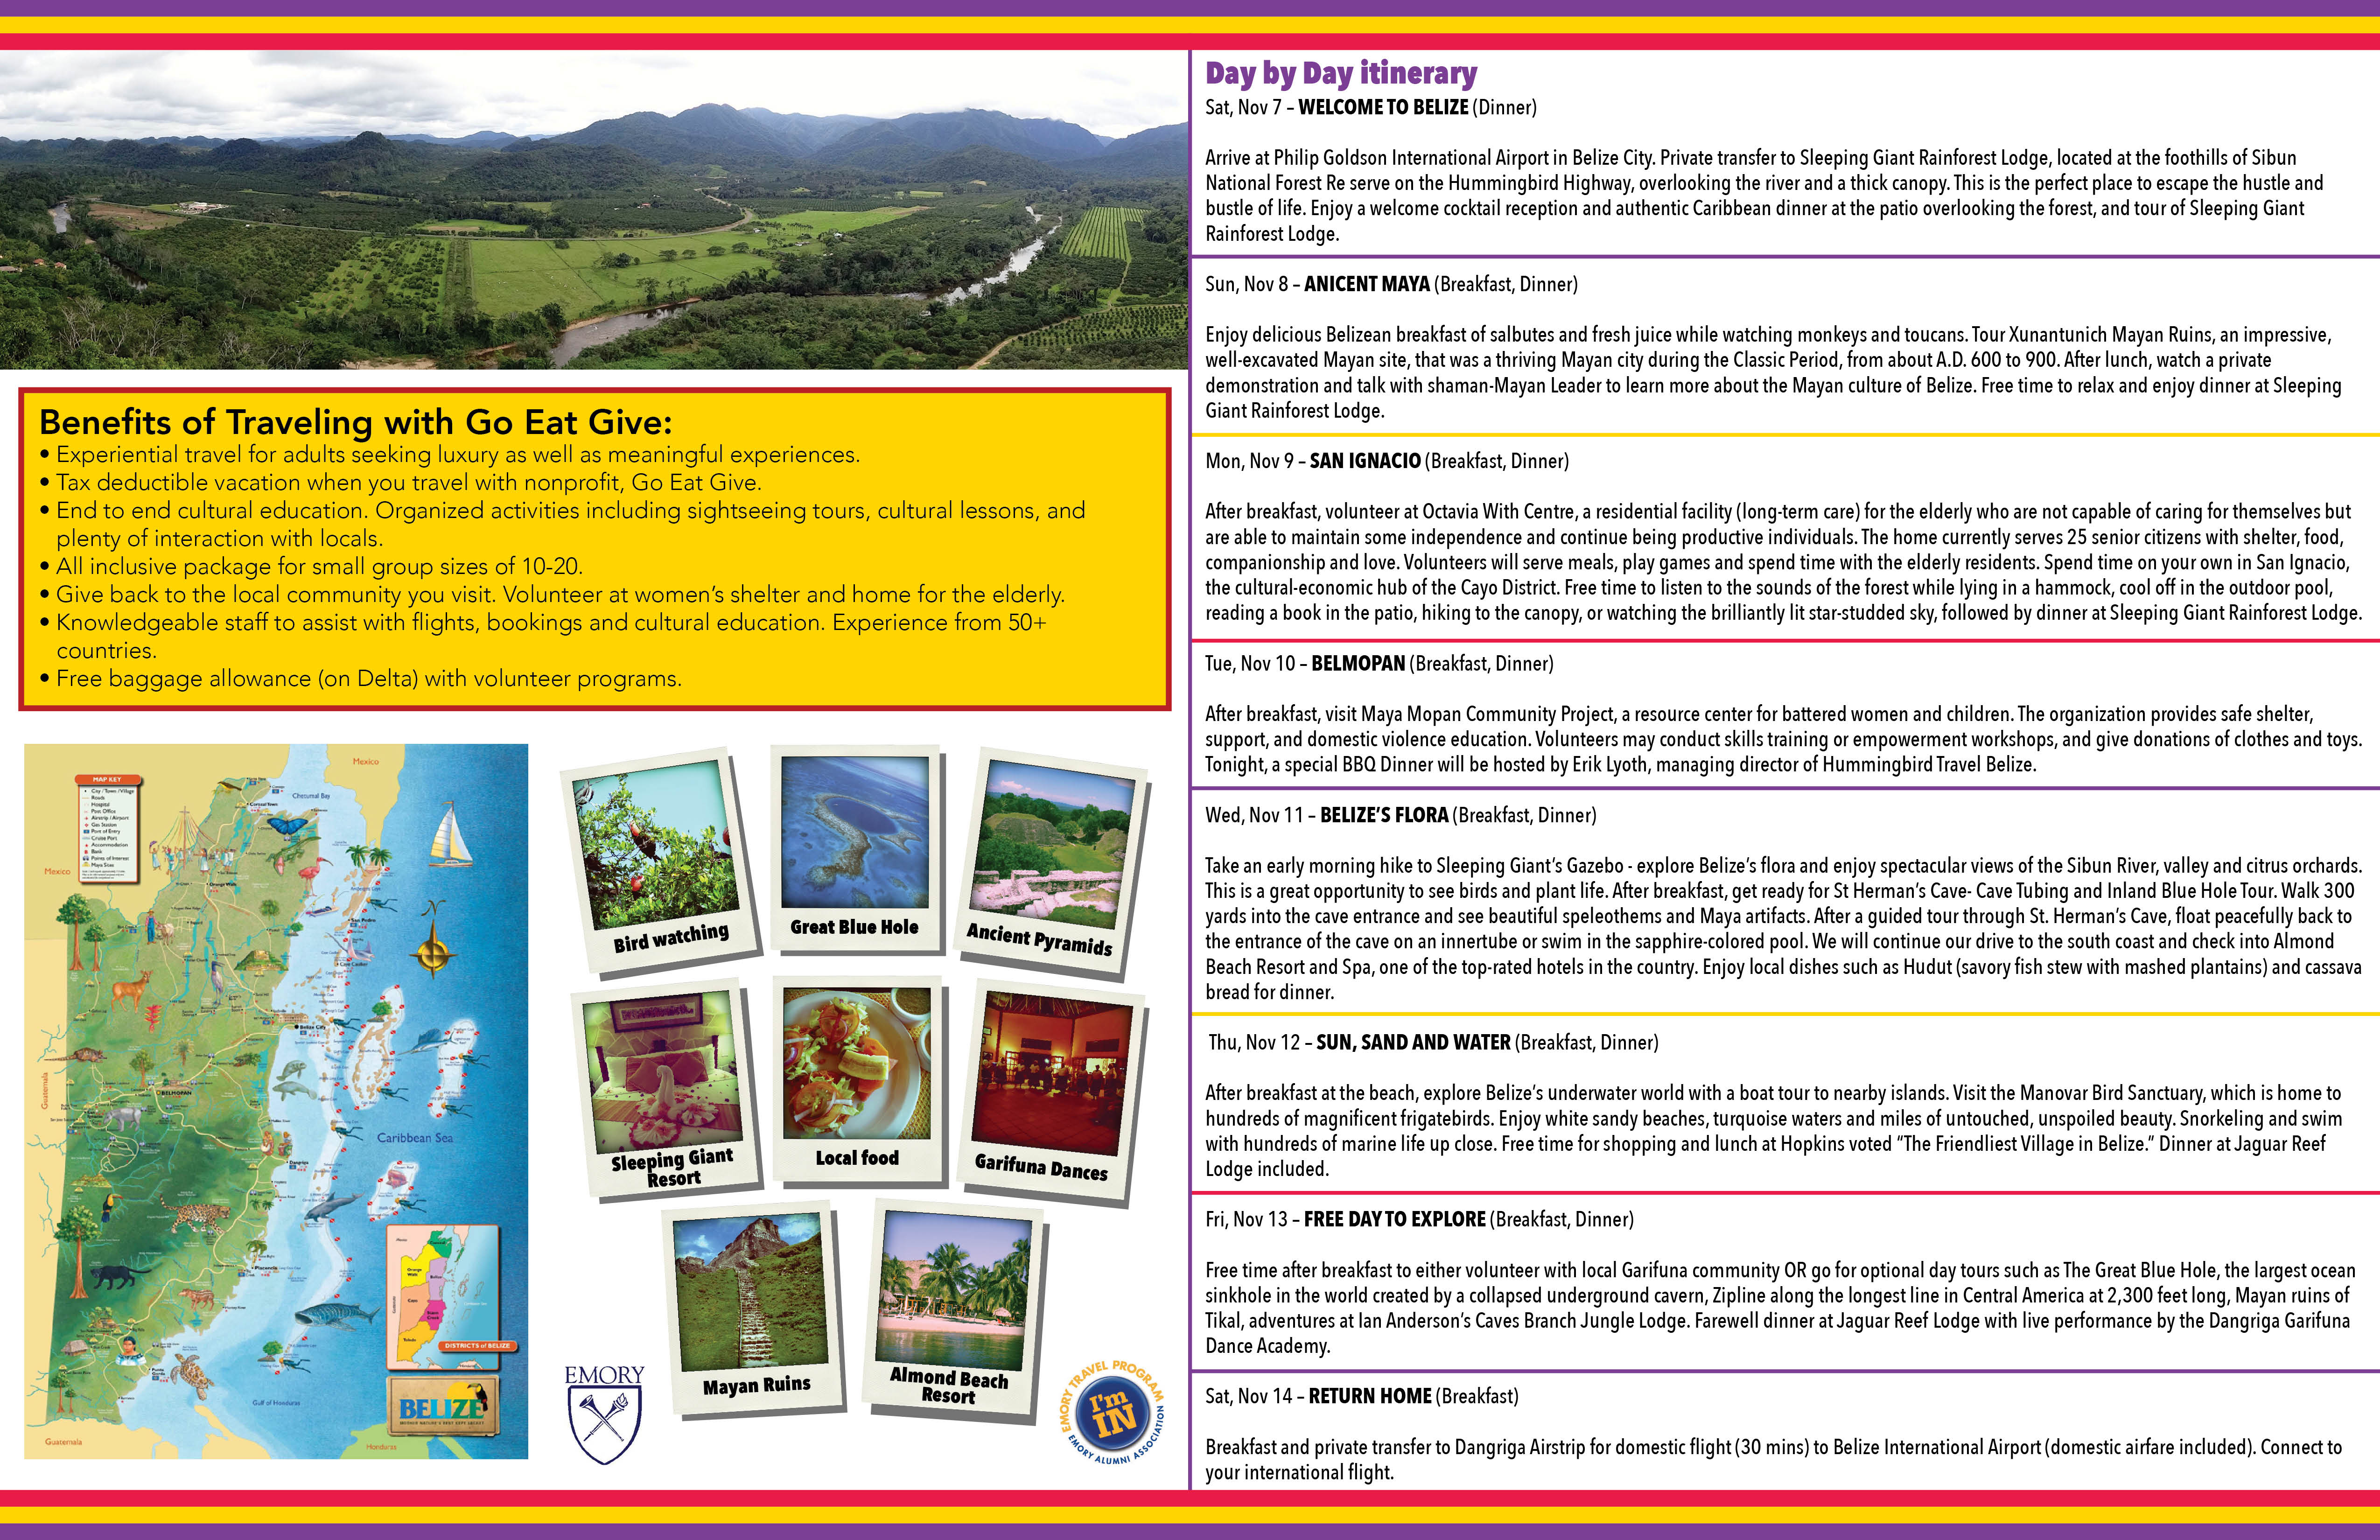 Benefits of Traveling with Go Eat Give:
• Experiential travel for adults seeking luxury as well as meaningful experiences.
• Tax deductible vacation when you travel with nonprofit, Go Eat Give.
• End to end cultural education. Organized activities including sightseeing tours, cultural lessons, and
plenty of interaction with locals.
• All inclusive package for small group sizes of 10-20.
• Give back to the local community you visit. Volunteer at women’s shelter and home for the elderly.
• Knowledgeable staff to assist with flights, bookings and cultural education. Experience from 50+
countries.
• Free baggage allowance (on Delta) with volunteer programs.
MAP KEY
City / Town / Village
Hospital
Post Office
Airstrip / Airport
Gas Station
Port of Entry
Cruise Port
Accommodation
Bank
Points of Interest
Maya Sites
Mexico
Chetumal Bay
Corozal Town
Mexico
Orange Walk
San Pedro
Belize City
Guatemala
BELMOPAN
Caribbean Sea
Dangriga
Placencia
Punta Gorda
Gulf of Honduras
Guatemala
Honduras
DISTRICTS of BELIZE
BELIZE
Bird watching
Great Blue Hole
Ancient Pyramids
Sleeping Giant
Resort
Local food
Garifuna Dances
Mayan Ruins
Almond Beach
Resort
EMORY
EMORY TRAVEL PROGRAM
I’m
IN
EMORY ALUMNI ASSOCIATION
Day by Day itinerary
Sat, Nov 7 – WELCOME TO BELIZE (Dinner)
Arrive at Philip Goldson International Airport in Belize City. Private transfer to Sleeping Giant Rainforest Lodge, located at the foothills of Sibun
National Forest Re serve on the Hummingbird Highway, overlooking the river and a thick canopy. This is the perfect place to escape the hustle and
bustle of life. Enjoy a welcome cocktail reception and authentic Caribbean dinner at the patio overlooking the forest, and tour of Sleeping Giant
Rainforest Lodge.
Sun, Nov 8 – ANICENT MAYA (Breakfast, Dinner)
Enjoy delicious Belizean breakfast of salbutes and fresh juice while watching monkeys and toucans. Tour Xunantunich Mayan Ruins, an impressive,
well-excavated Mayan site, that was a thriving Mayan city during the Classic Period, from about A.D. 600 to 900. After lunch, watch a private
demonstration and talk with shaman-Mayan Leader to learn more about the Mayan culture of Belize. Free time to relax and enjoy dinner at Sleeping
Giant Rainforest Lodge.
Mon, Nov 9 – SAN IGNACIO (Breakfast, Dinner)
After breakfast, volunteer at Octavia With Centre, a residential facility (long-term care) for the elderly who are not capable of caring for themselves but
are able to maintain some independence and continue being productive individuals. The home currently serves 25 senior citizens with shelter, food,
companionship and love. Volunteers will serve meals, play games and spend time with the elderly residents. Spend time on your own in San Ignacio,
the cultural-economic hub of the Cayo District. Free time to listen to the sounds of the forest while lying in a hammock, cool off in the outdoor pool,
reading a book in the patio, hiking to the canopy, or watching the brilliantly lit star-studded sky, followed by dinner at Sleeping Giant Rainforest Lodge.
Tue, Nov 10 – BELMOPAN (Breakfast, Dinner)
After breakfast, visit Maya Mopan Community Project, a resource center for battered women and children. The organization provides safe shelter,
support, and domestic violence education. Volunteers may conduct skills training or empowerment workshops, and give donations of clothes and toys.
Tonight, a special BBQ Dinner will be hosted by Erik Lyoth, managing director of Hummingbird Travel Belize.
Wed, Nov 11 – BELIZE’S FLORA (Breakfast, Dinner)
Take an early morning hike to Sleeping Giant’s Gazebo - explore Belize’s flora and enjoy spectacular views of the Sibun River, valley and citrus orchards.
This is a great opportunity to see birds and plant life. After breakfast, get ready for St Herman’s Cave- Cave Tubing and Inland Blue Hole Tour. Walk 300
yards into the cave entrance and see beautiful speleothems and Maya artifacts. After a guided tour through St. Herman’s Cave, float peacefully back to
the entrance of the cave on an innertube or swim in the sapphire-colored pool. We will continue our drive to the south coast and check into Almond
Beach Resort and Spa, one of the top-rated hotels in the country. Enjoy local dishes such as Hudut (savory fish stew with mashed plantains) and cassava
bread for dinner.
Thu, Nov 12 – SUN, SAND AND WATER (Breakfast, Dinner)
After breakfast at the beach, explore Belize’s underwater world with a boat tour to nearby islands. Visit the Manovar Bird Sanctuary, which is home to
hundreds of magnificent frigatebirds. Enjoy white sandy beaches, turquoise waters and miles of untouched, unspoiled beauty. Snorkeling and swim
with hundreds of marine life up close. Free time for shopping and lunch at Hopkins voted “The Friendliest Village in Belize.” Dinner at Jaguar Reef
Lodge included.
Fri, Nov 13 – FREE DAY TO EXPLORE (Breakfast, Dinner)
Free time after breakfast to either volunteer with local Garifuna community OR go for optional day tours such as The Great Blue Hole, the largest ocean
sinkhole in the world created by a collapsed underground cavern, Zipline along the longest line in Central America at 2,300 feet long, Mayan ruins of
Tikal, adventures at Ian Anderson’s Caves Branch Jungle Lodge. Farewell dinner at Jaguar Reef Lodge with live performance by the Dangriga Garifuna
Dance Academy.
Sat, Nov 14 – RETURN HOME (Breakfast)
Breakfast and private transfer to Dangriga Airstrip for domestic flight (30 mins) to Belize International Airport (domestic airfare included). Connect to
your international flight.